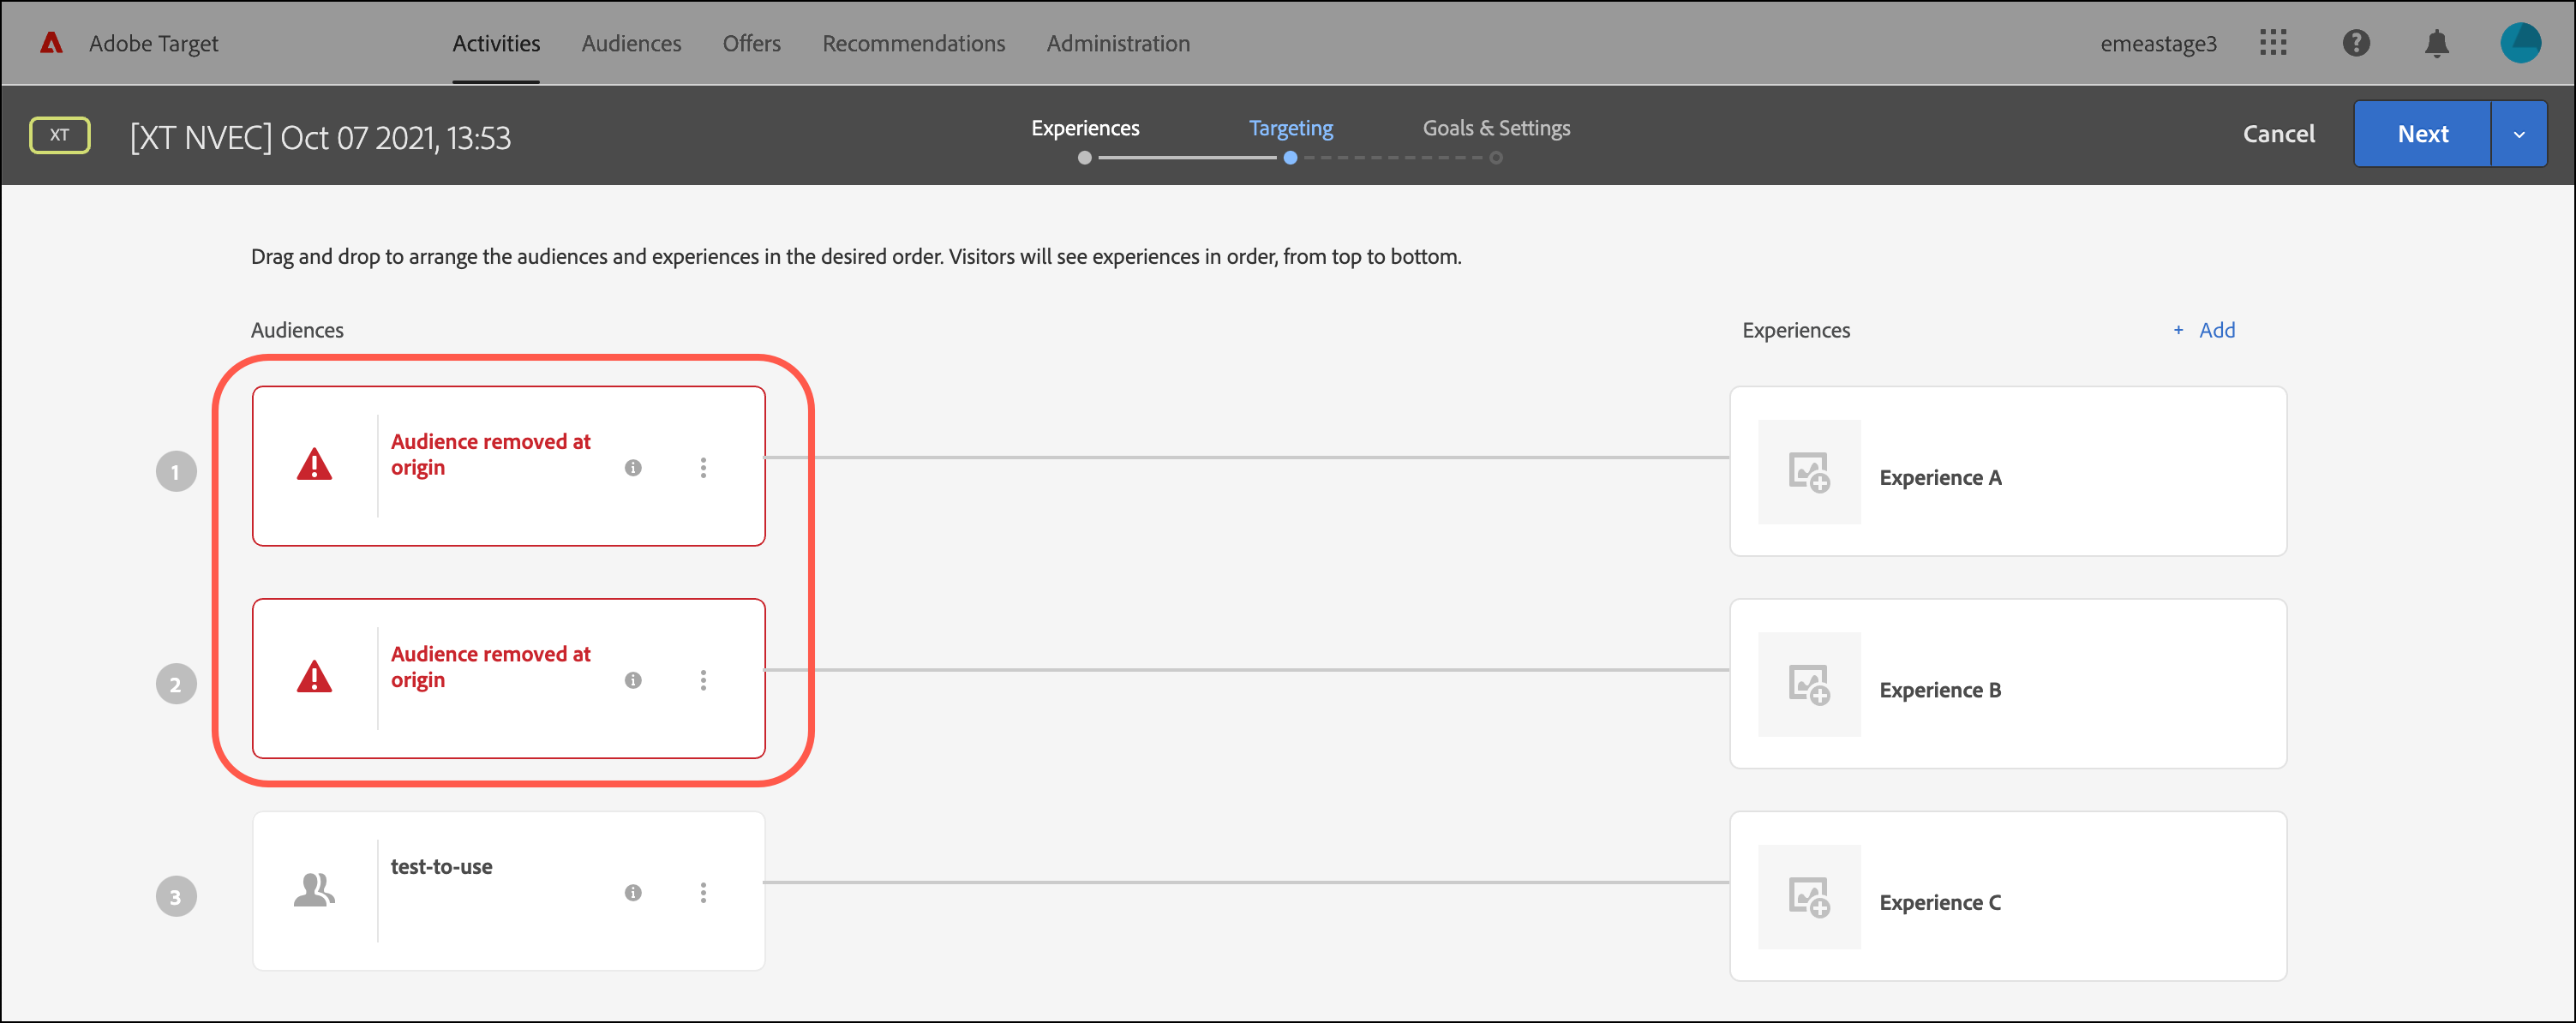 Adobe Target
Activities
Audiences
Offers
Recommendations
Administration
emeastage3
XT
[XT NVEC] Oct 07 2021, 13:53
Experiences
Targeting
Goals & Settings
Cancel
Next
Drag and drop to arrange the audiences and experiences in the desired order. Visitors will see experiences in order, from top to bottom.
Audiences
Experiences
+ Add
1
Audience removed at
origin
Experience A
2
Audience removed at
origin
Experience B
3
test-to-use
Experience C